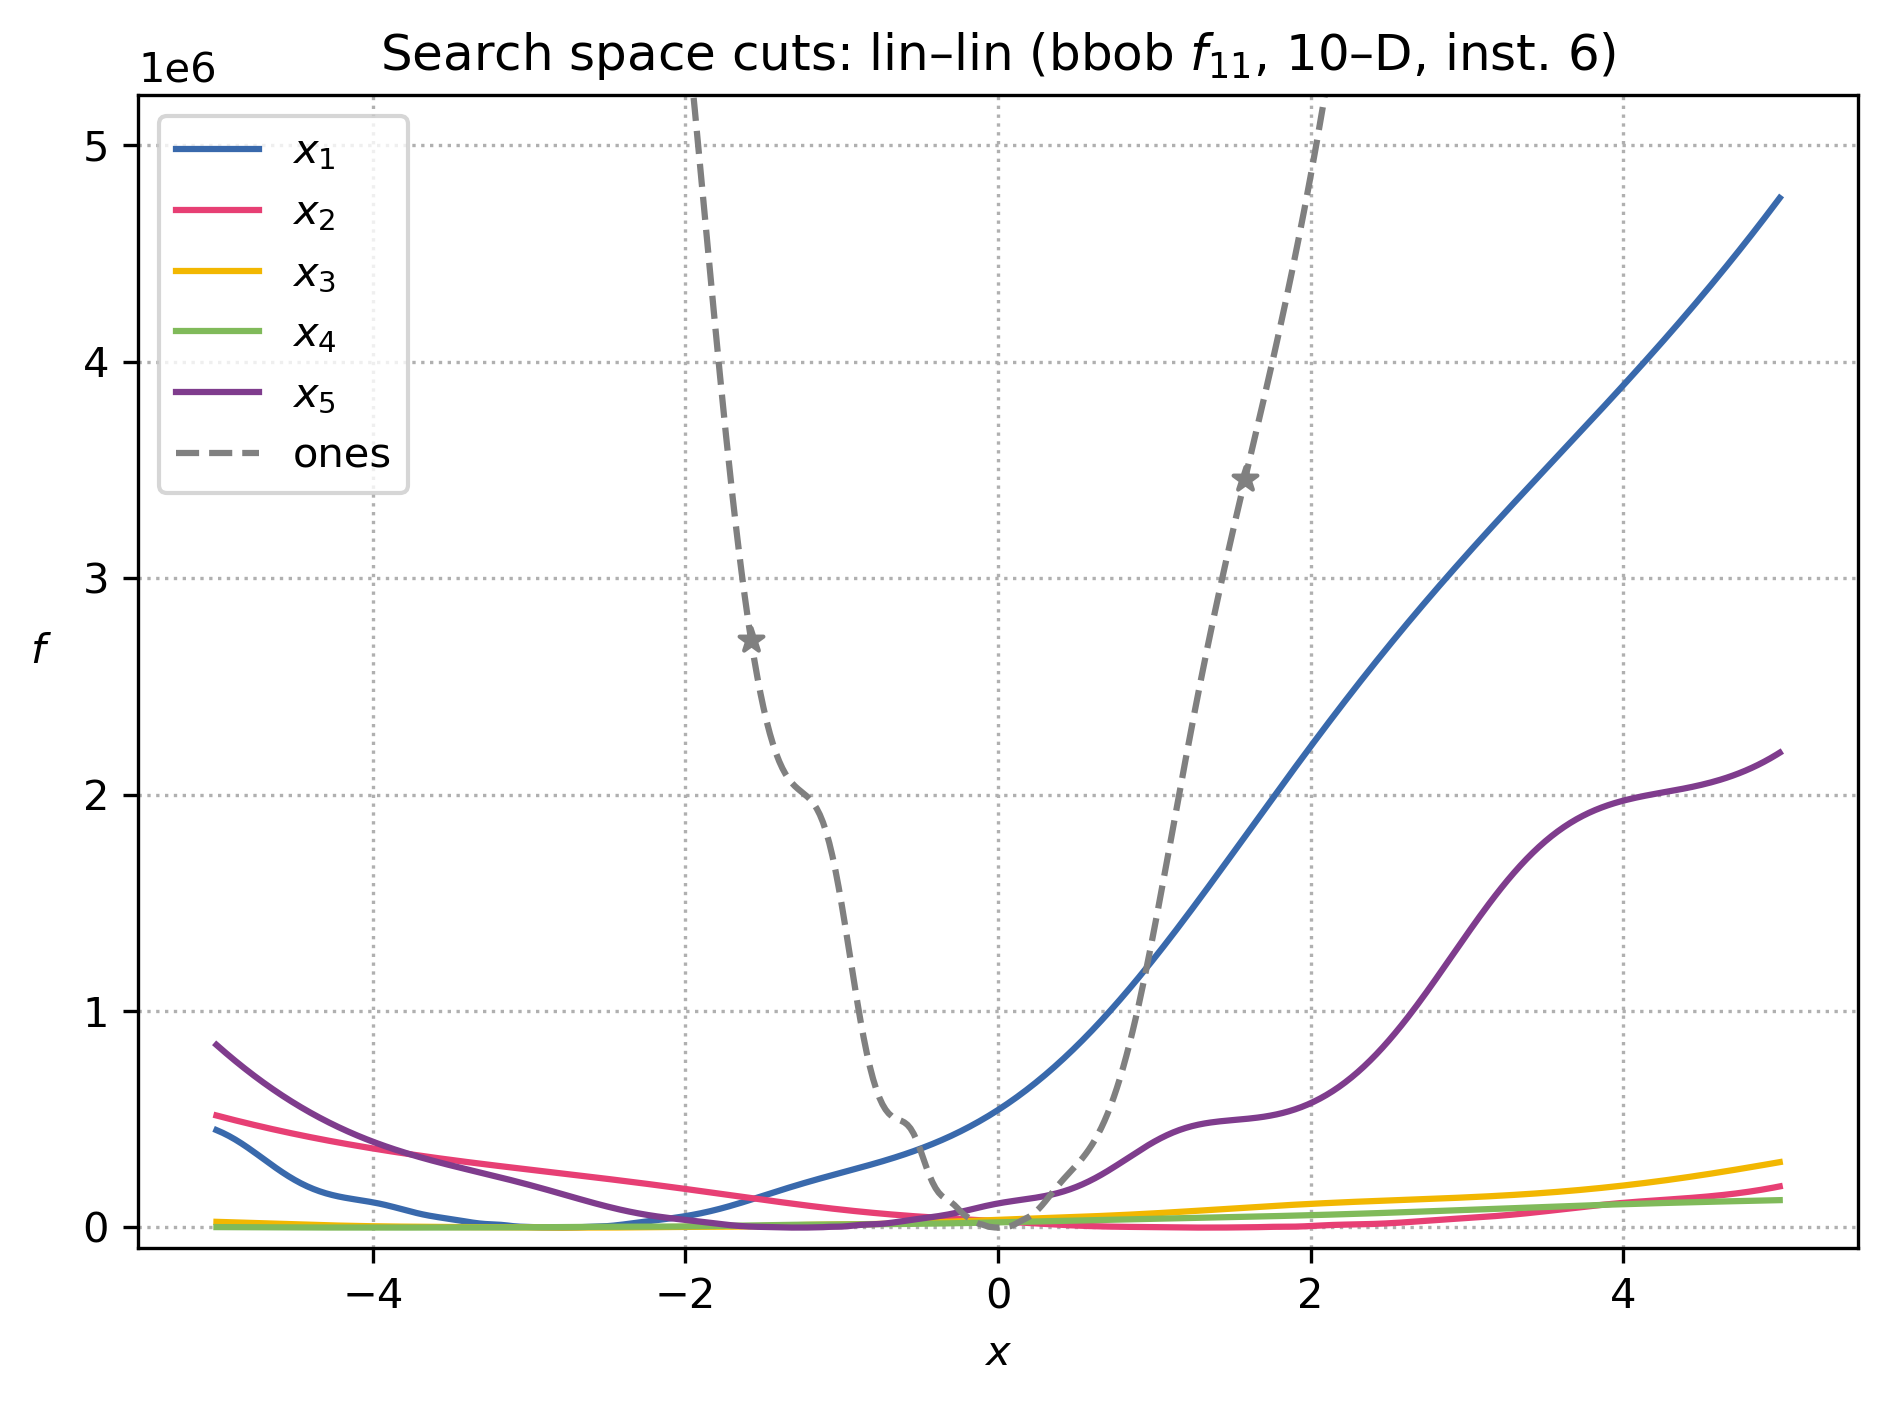 Search space cuts: lin–lin (bbob f₁₁, 10–D, inst. 6)
1e6
5
4
3
2
1
0
f
x₁
x₂
x₃
x₄
x₅
ones
−4
−2
0
2
4
x